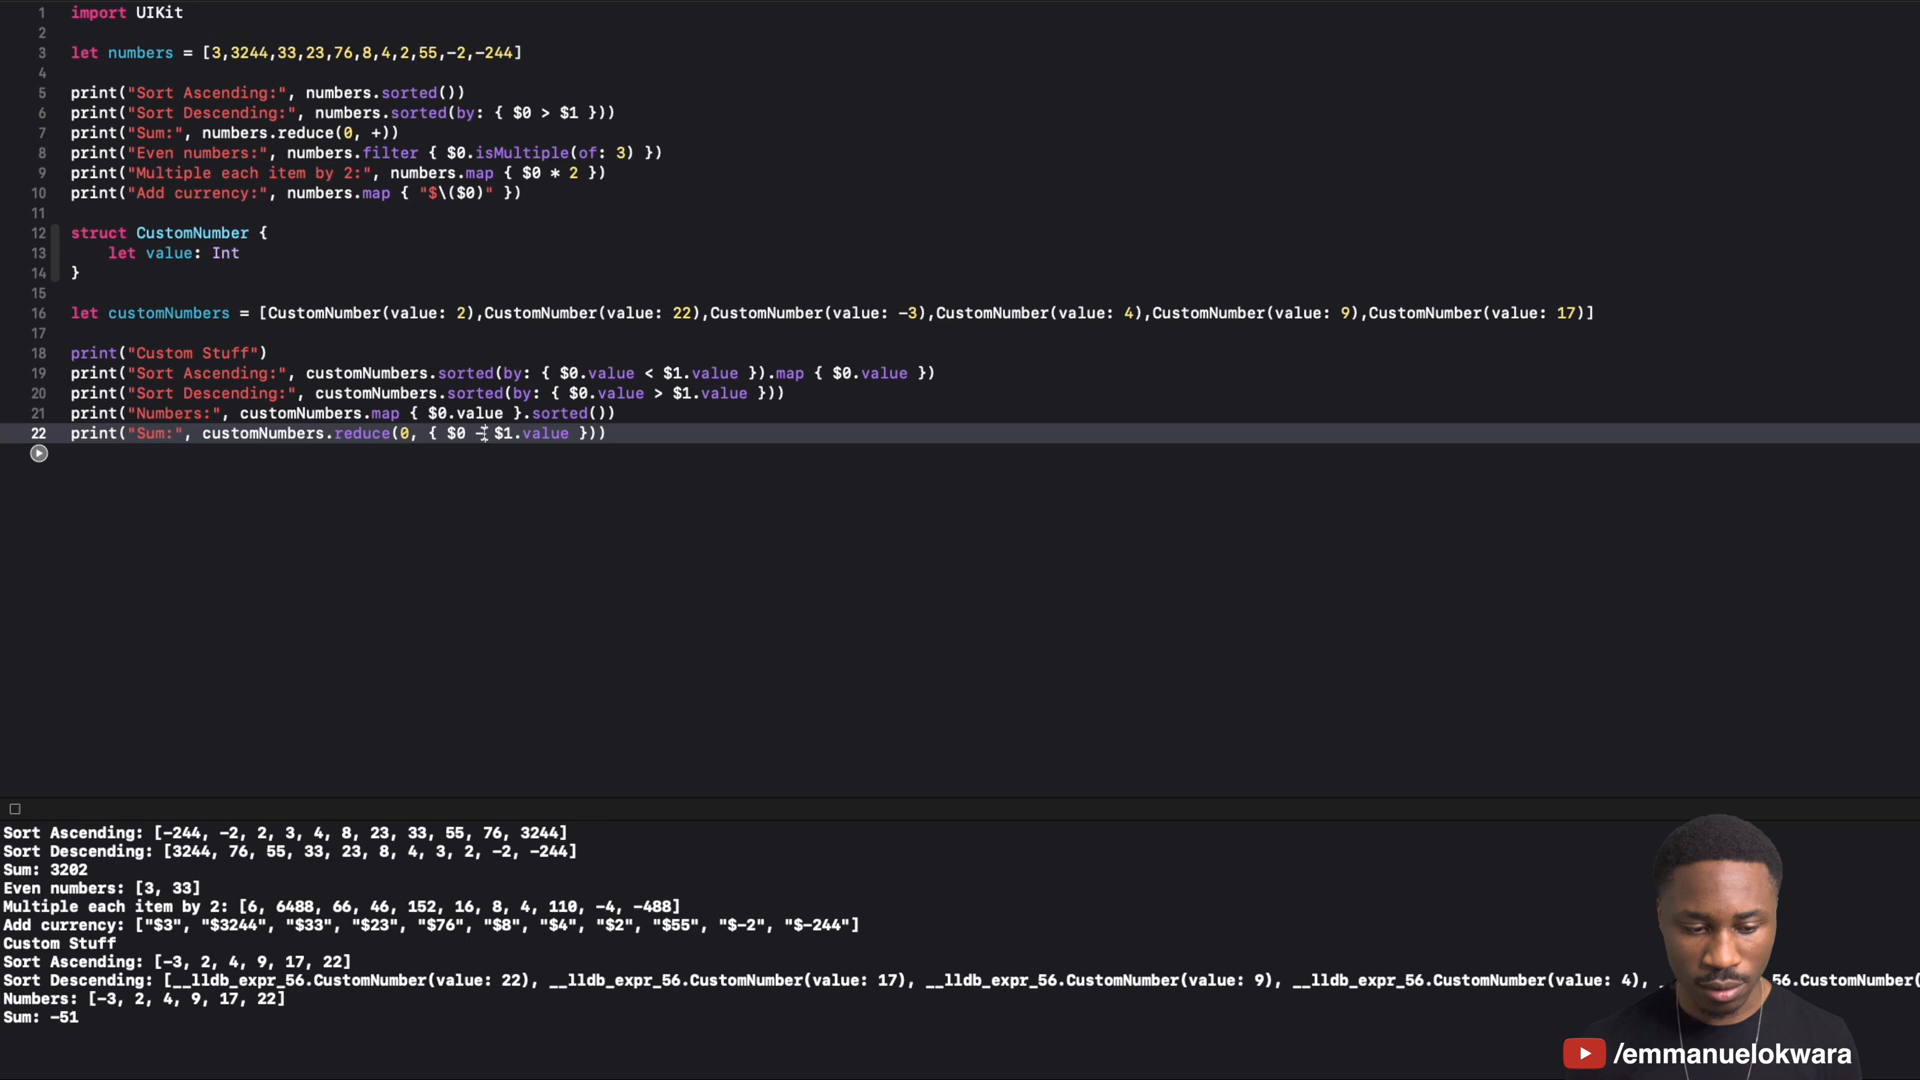 1 import UIKit
2
3 let numbers = [3,3244,33,23,76,8,4,2,55,-2,-244]
4
5 print("Sort Ascending:", numbers.sorted())
6 print("Sort Descending:", numbers.sorted(by: { $0 > $1 }))
7 print("Sum:", numbers.reduce(0, +))
8 print("Even numbers:", numbers.filter { $0.isMultiple(of: 3) })
9 print("Multiple each item by 2:", numbers.map { $0 * 2 })
10 print("Add currency:", numbers.map { "$\($0)" })
11
12 struct CustomNumber {
13 let value: Int
14 }
15
16 let customNumbers = [CustomNumber(value: 2),CustomNumber(value: 22),CustomNumber(value: -3),CustomNumber(value: 4),CustomNumber(value: 9),CustomNumber(value: 17)]
17
18 print("Custom Stuff")
19 print("Sort Ascending:", customNumbers.sorted(by: { $0.value < $1.value }).map { $0.value })
20 print("Sort Descending:", customNumbers.sorted(by: { $0.value > $1.value }))
21 print("Numbers:", customNumbers.map { $0.value }.sorted())
22 print("Sum:", customNumbers.reduce(0, { $0 - $1.value }))
Sort Ascending: [-244, -2, 2, 3, 4, 8, 23, 33, 55, 76, 3244]
Sort Descending: [3244, 76, 55, 33, 23, 8, 4, 3, 2, -2, -244]
Sum: 3202
Even numbers: [3, 33]
Multiple each item by 2: [6, 6488, 66, 46, 152, 16, 8, 4, 110, -4, -488]
Add currency: ["$3", "$3244", "$33", "$23", "$76", "$8", "$4", "$2", "$55", "$-2", "$-244"]
Custom Stuff
Sort Ascending: [-3, 2, 4, 9, 17, 22]
Sort Descending: [__lldb_expr_56.CustomNumber(value: 22), __lldb_expr_56.CustomNumber(value: 17), __lldb_expr_56.CustomNumber(value: 9), __lldb_expr_56.CustomNumber(value: 4), 56.CustomNumber(
Numbers: [-3, 2, 4, 9, 17, 22]
Sum: -51
/emmanuelokwara